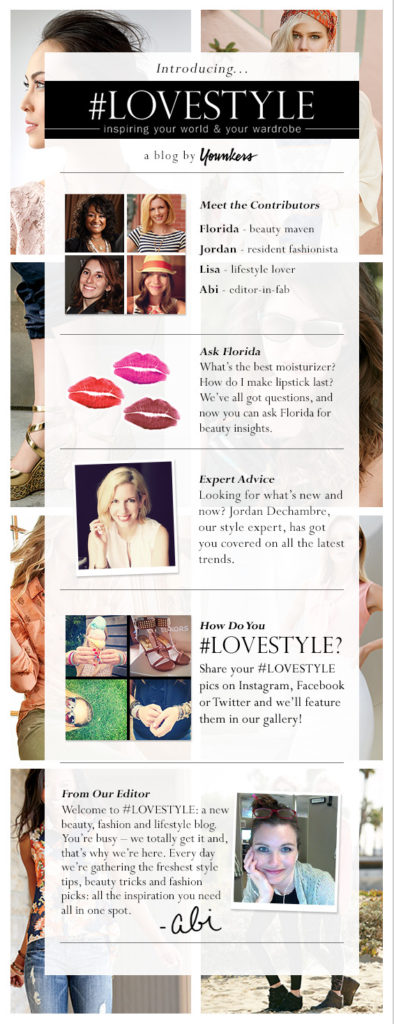 Introducing...
#LOVESTYLE
inspiring your world & your wardrobe
a blog by Younkers
Meet the Contributors
Florida - beauty maven
Jordan - resident fashionista
Lisa - lifestyle lover
Abi - editor-in-fab
Ask Florida
What's the best moisturizer?
How do I make lipstick last?
We've all got questions, and
now you can ask Florida for
beauty insights.
Expert Advice
Looking for what's new and
now? Jordan Dechambre,
our style expert, has got
you covered on all the latest
trends.
How Do You
#LOVESTYLE?
Share your #LOVESTYLE
pics on Instagram, Facebook
or Twitter and we'll feature
them in our gallery!
KORS
From Our Editor
Welcome to #LOVESTYLE: a new
beauty, fashion and lifestyle blog.
You're busy – we totally get it and,
that's why we're here. Every day
we're gathering the freshest style
tips, beauty tricks and fashion
picks: all the inspiration you need
all in one spot.
-abi